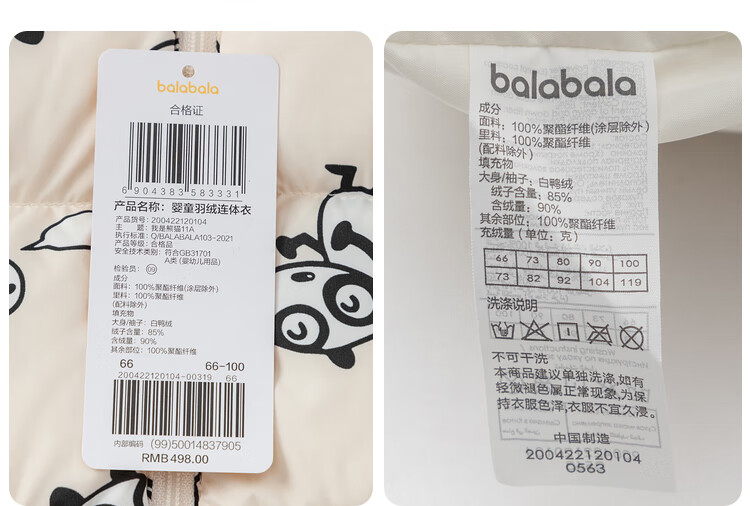 balabala
合格证
6 904383 583331
产品名称：婴童羽绒连体衣
产品货号：200422120104
主　　题：我是熊猫11A
执行标准：Q/BALABALA103-2021
产品等级：合格品
安全技术类别：符合GB31701
A类（婴幼儿用品）
检验员：09
成分
面料：100%聚酯纤维(涂层除外)
里料：100%聚酯纤维
(配料除外)
填充物
大身/袖子：白鸭绒
绒子含量：85%
含绒量：90%
其余部位：100%聚酯纤维
66 66-100
200422120104-00319 66
内部编码 (99)50014837905
RMB498.00
balabala
成分
面料：100%聚酯纤维(涂层除外)
里料：100%聚酯纤维
(配料除外)
填充物
大身/袖子：白鸭绒
绒子含量：85%
含绒量：90%
其余部位：100%聚酯纤维
充绒量（单位：克）
66 73 80 90 100
73 82 92 104 119
洗涤说明
不可干洗
本商品建议单独洗涤,如有
轻微褪色属正常现象,为保
持衣服色泽,衣服不宜久浸。
中国制造
200422120104
0563